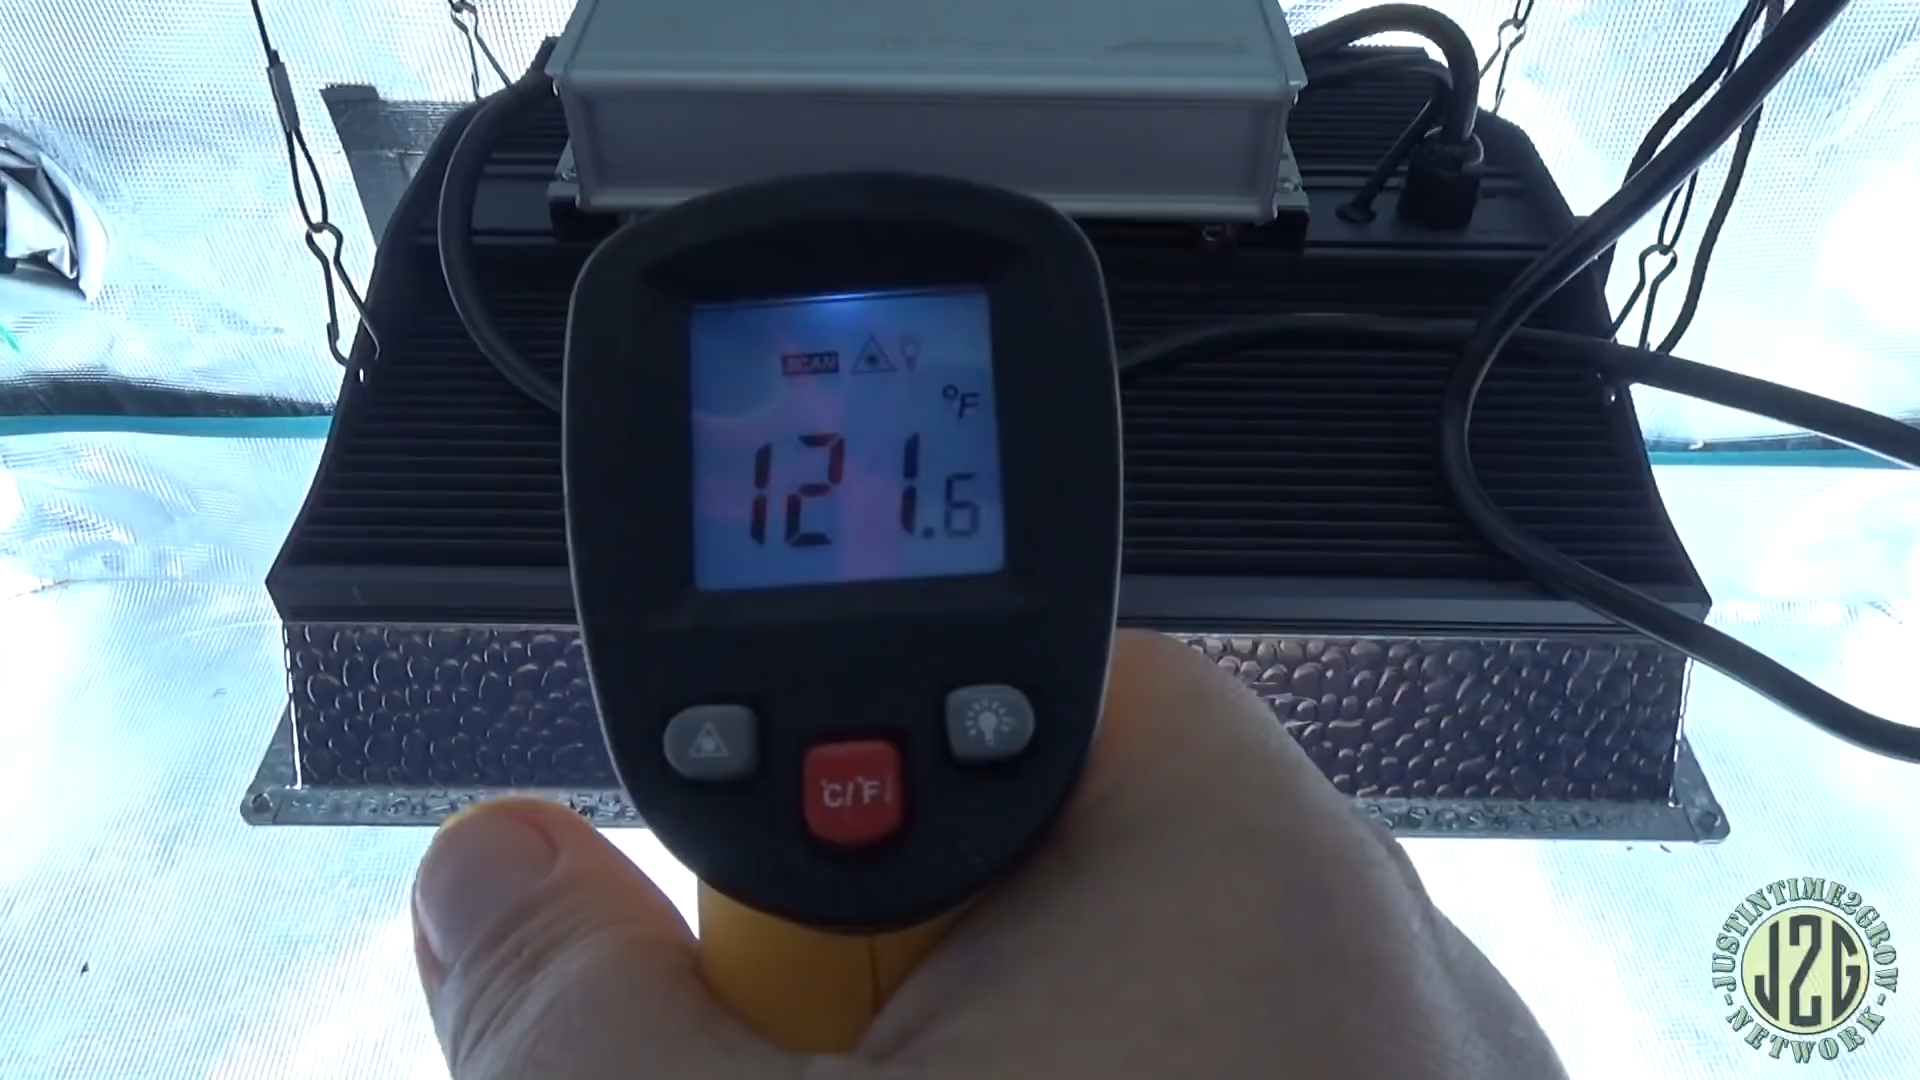 SCAN
°F
121.6
°C/°F
JUSTINTIME2GROW
J2G
-NETWORK-